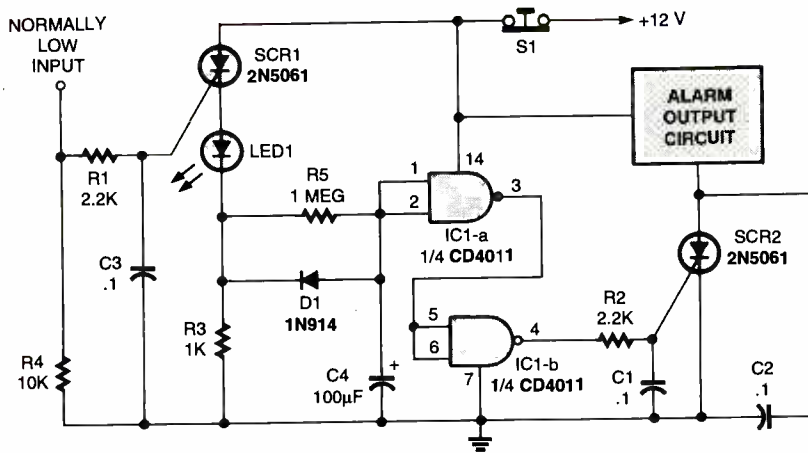 NORMALLY
LOW
INPUT
SCR1
2N5061
S1
+12 V
ALARM
OUTPUT
CIRCUIT
LED1
R1
2.2K
R5
1 MEG
1
2
14
3
IC1-a
1/4 CD4011
SCR2
2N5061
C3
.1
D1
1N914
R3
1K
R4
10K
C4
100µF
+
5
6
4
7
IC1-b
1/4 CD4011
R2
2.2K
C1
.1
C2
.1